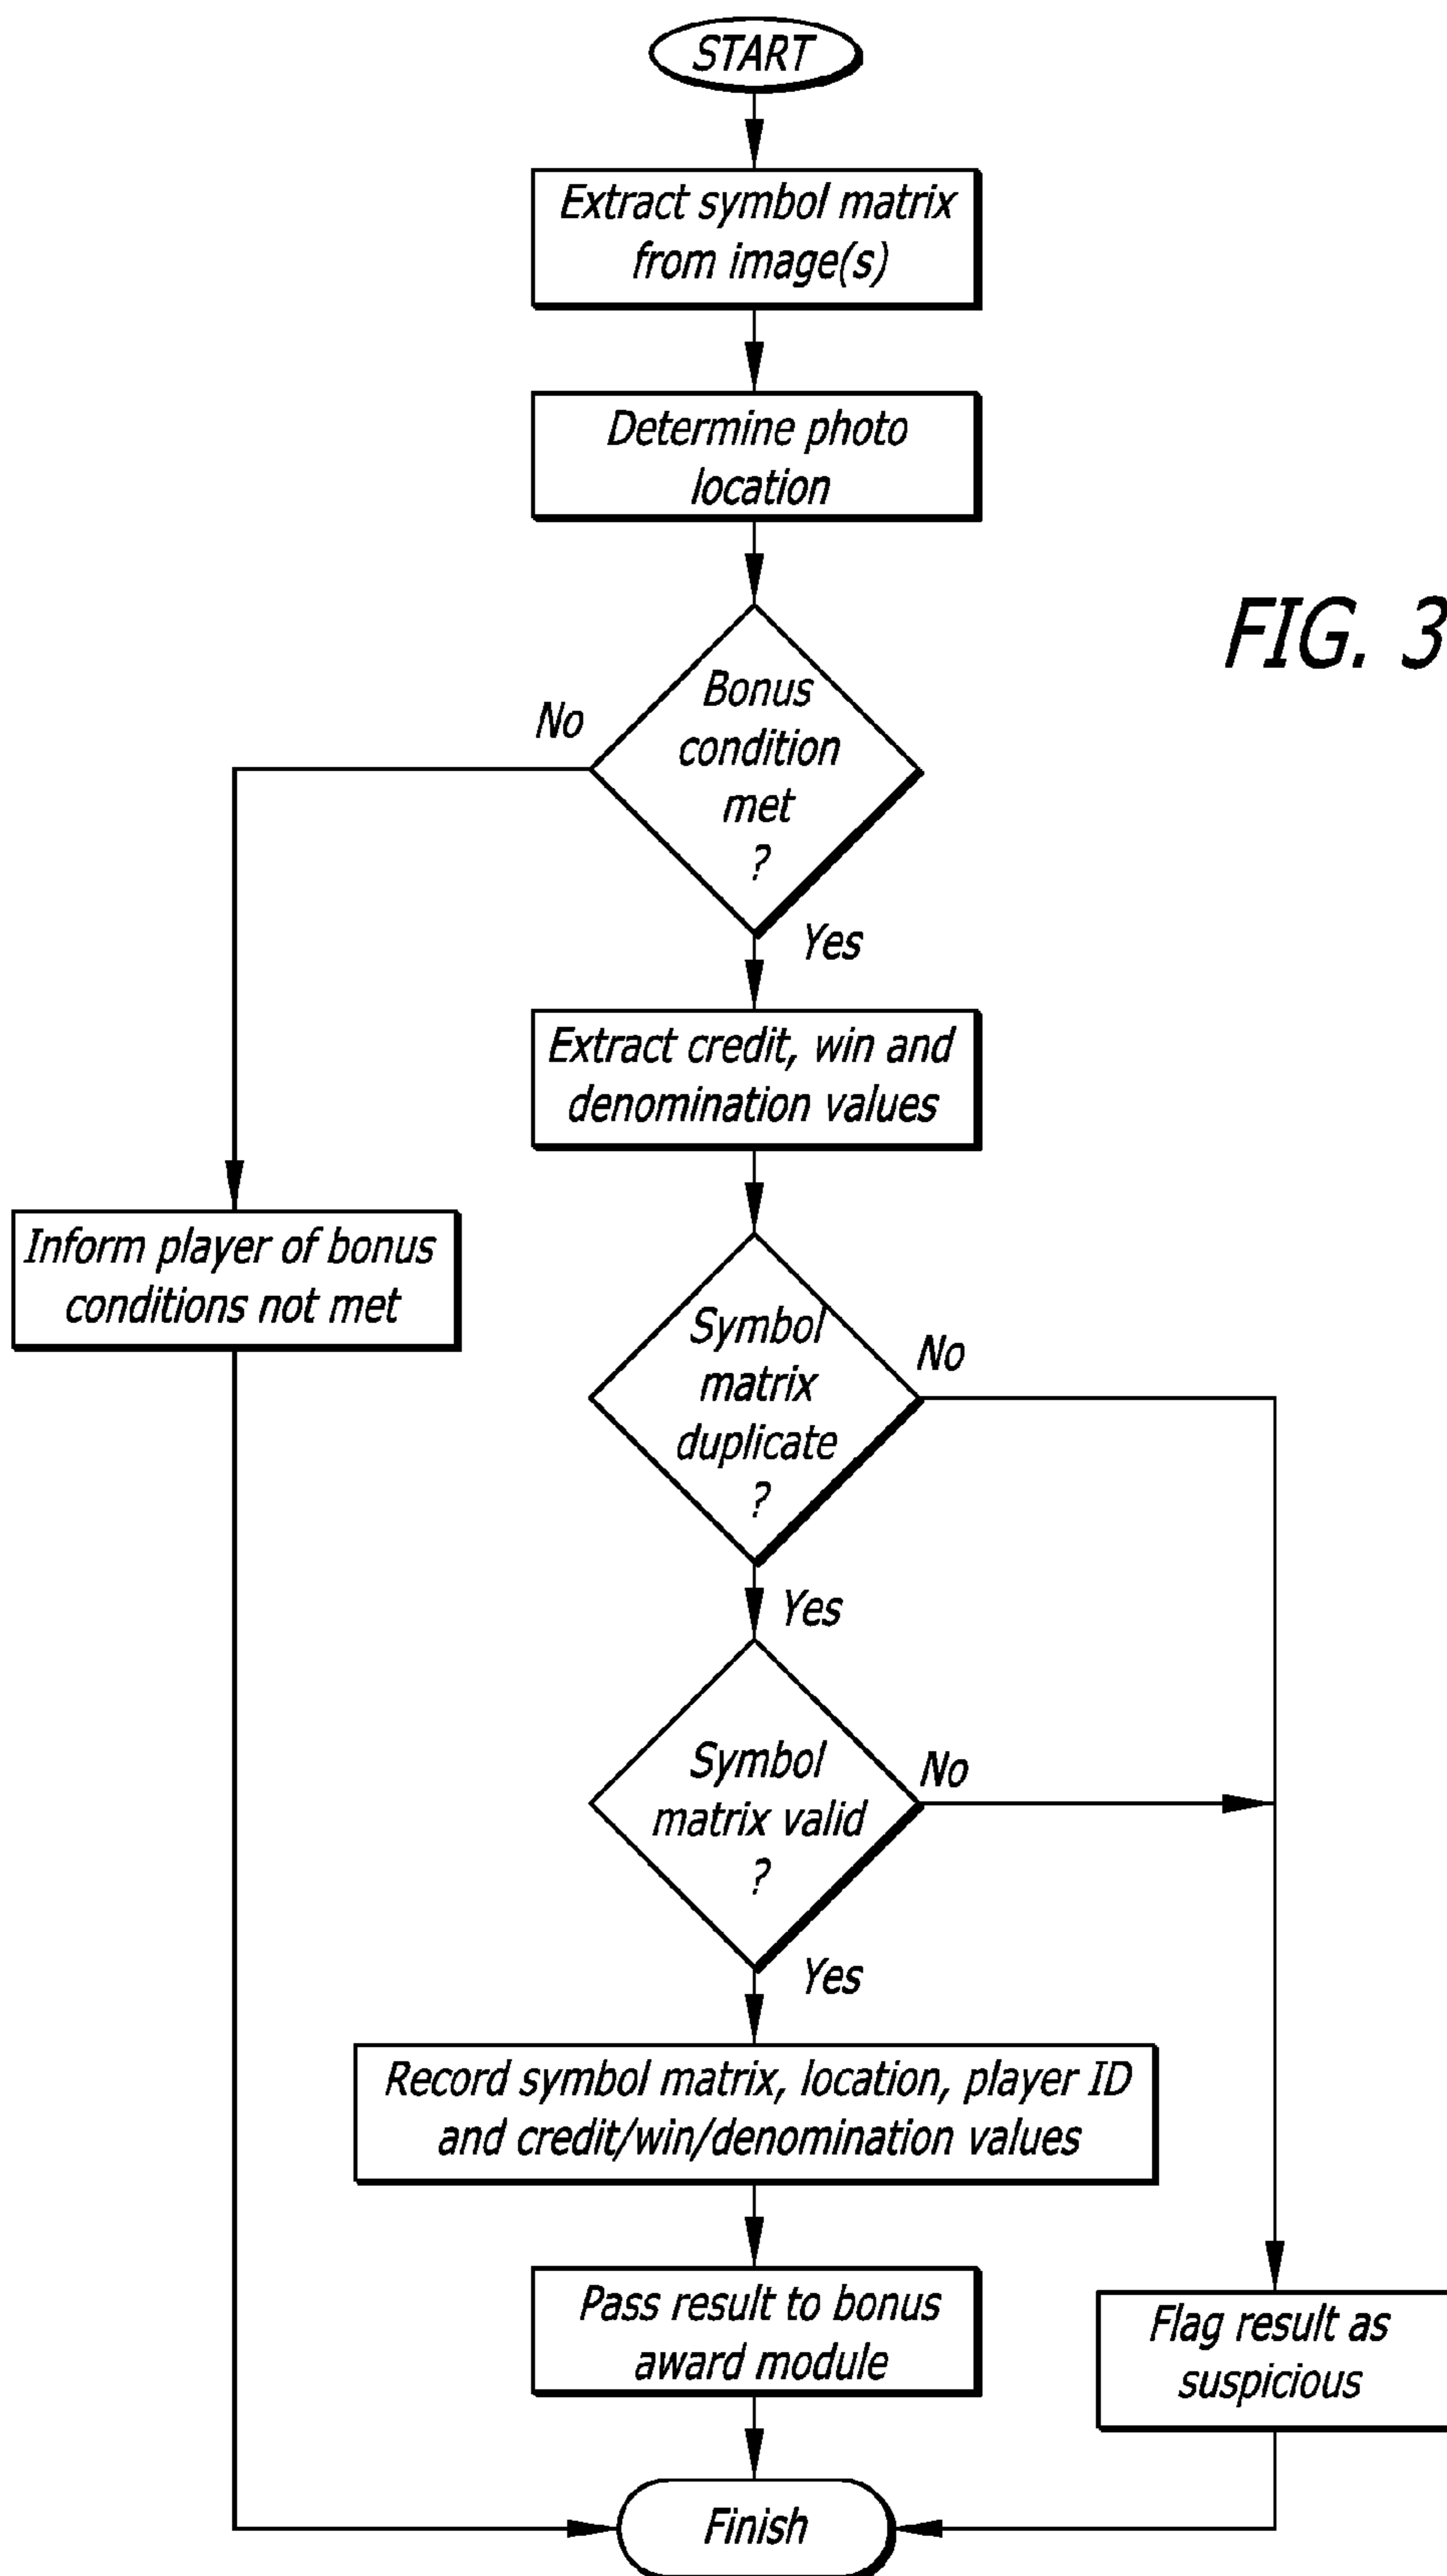 START
Extract symbol matrix
from image(s)
Determine photo
location
FIG. 3
Bonus
condition
met
?
No
Yes
Extract credit, win and
denomination values
Inform player of bonus
conditions not met
Symbol
matrix
duplicate
?
No
Yes
Symbol
matrix valid
?
No
Yes
Record symbol matrix, location, player ID
and credit/win/denomination values
Pass result to bonus
award module
Flag result as
suspicious
Finish